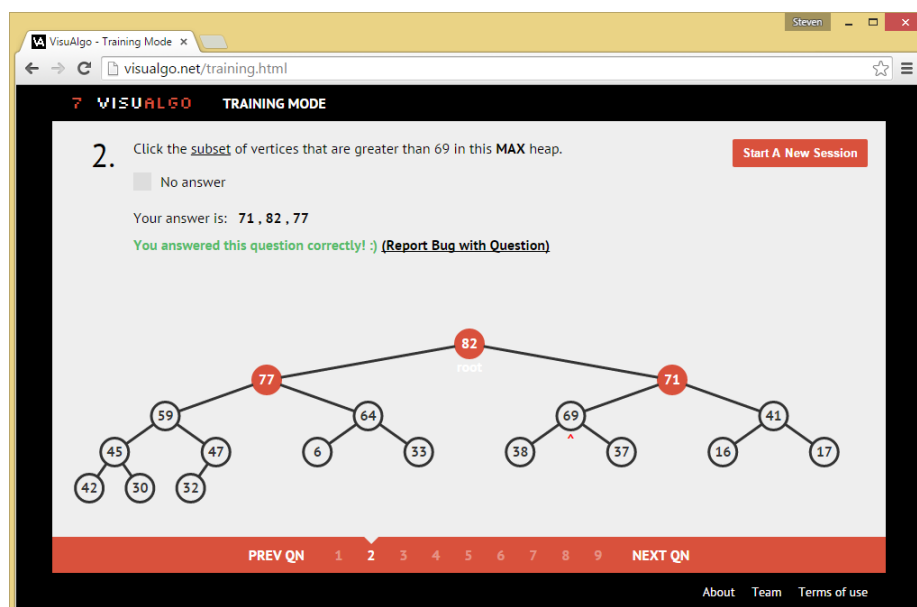 Steven
VisuAlgo - Training Mode
visualgo.net/training.html
7 VISUALGO TRAINING MODE
2. Click the subset of vertices that are greater than 69 in this MAX heap.
Start A New Session
No answer
Your answer is: 71 , 82 , 77
You answered this question correctly! :) (Report Bug with Question)
82
root
77 71
59 64 69 41
^
45 47 6 33 38 37 16 17
42 30 32
PREV QN 1 2 3 4 5 6 7 8 9 NEXT QN
About Team Terms of use